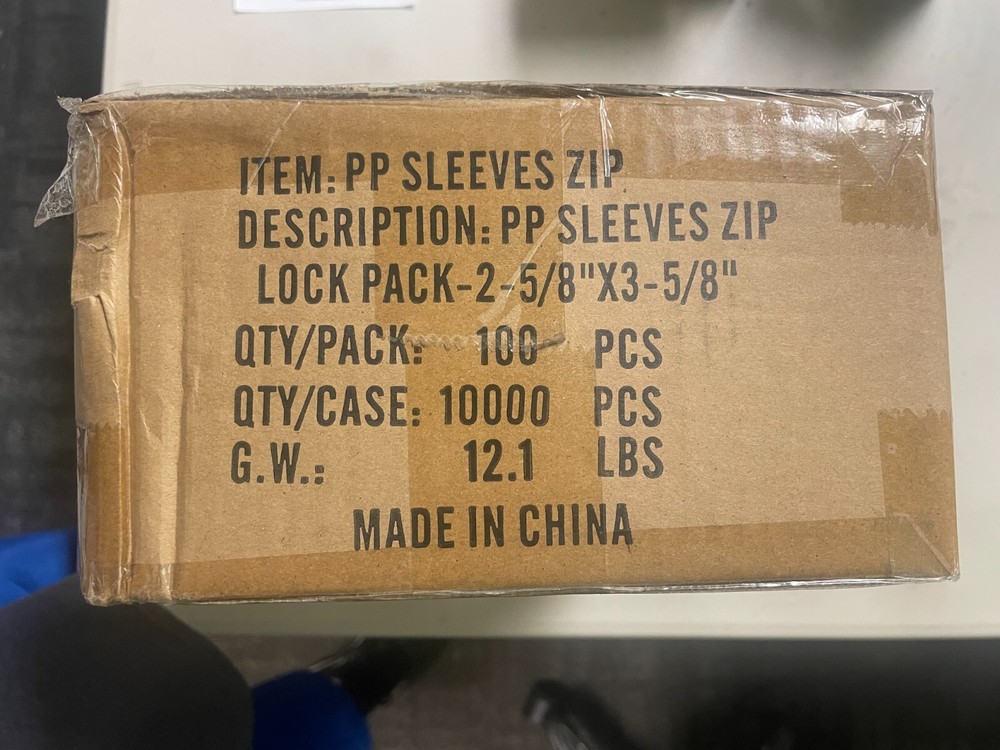 ITEM: PP SLEEVES ZIP
DESCRIPTION: PP SLEEVES ZIP
LOCK PACK-2-5/8"X3-5/8"
QTY/PACK: 100 PCS
QTY/CASE: 10000 PCS
G.W.: 12.1 LBS
MADE IN CHINA